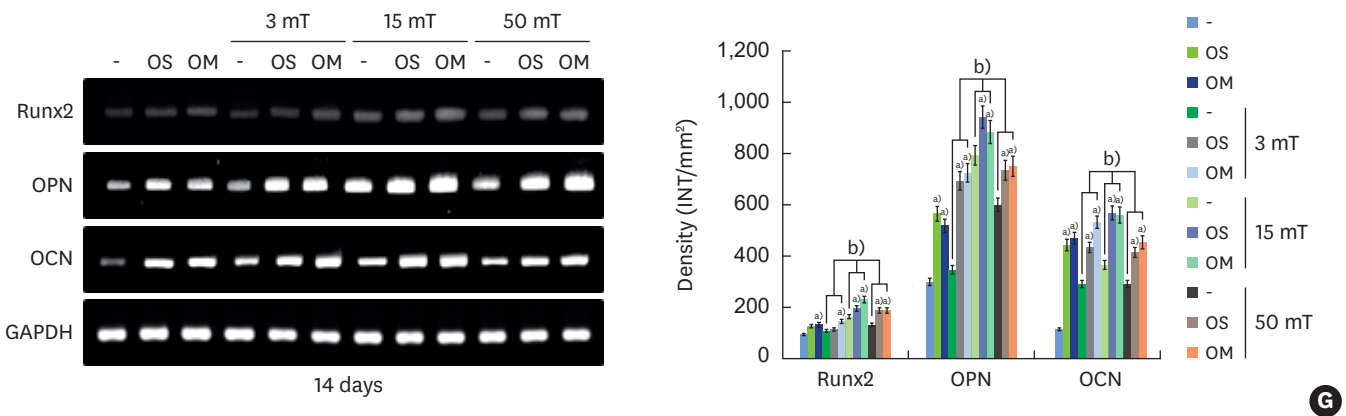 3 mT 15 mT 50 mT
- OS OM - OS OM - OS OM - OS OM
Runx2
OPN
OCN
GAPDH
14 days
Density (INT/mm²)
1,200
1,000
800
600
400
200
0
b)
a) a) a) a) a)
a) a) a)
b)
a) a) a) a) a) a) a) a) a)
b)
a) a) a) a) a) a) a) a) a) a) a)
Runx2 OPN OCN
-
OS
OM
-
OS 3 mT
OM
-
OS 15 mT
OM
-
OS 50 mT
OM
G